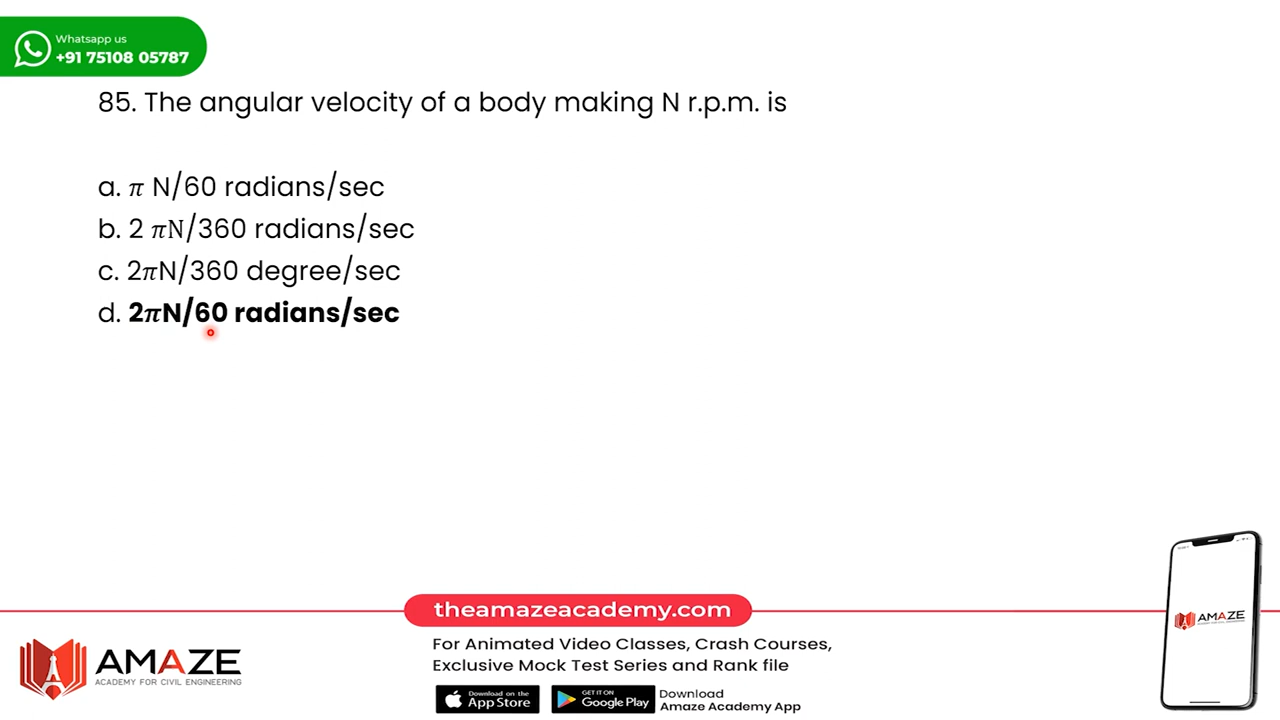 Whatsapp us
+91 75108 05787
85. The angular velocity of a body making N r.p.m. is
a. π N/60 radians/sec
b. 2 πN/360 radians/sec
c. 2πN/360 degree/sec
d. 2πN/60 radians/sec
theamazeacademy.com
For Animated Video Classes, Crash Courses,
Exclusive Mock Test Series and Rank file
AMAZE
ACADEMY FOR CIVIL ENGINEERING
Download on the
App Store
GET IT ON
Google Play
Download
Amaze Academy App
AMAZE